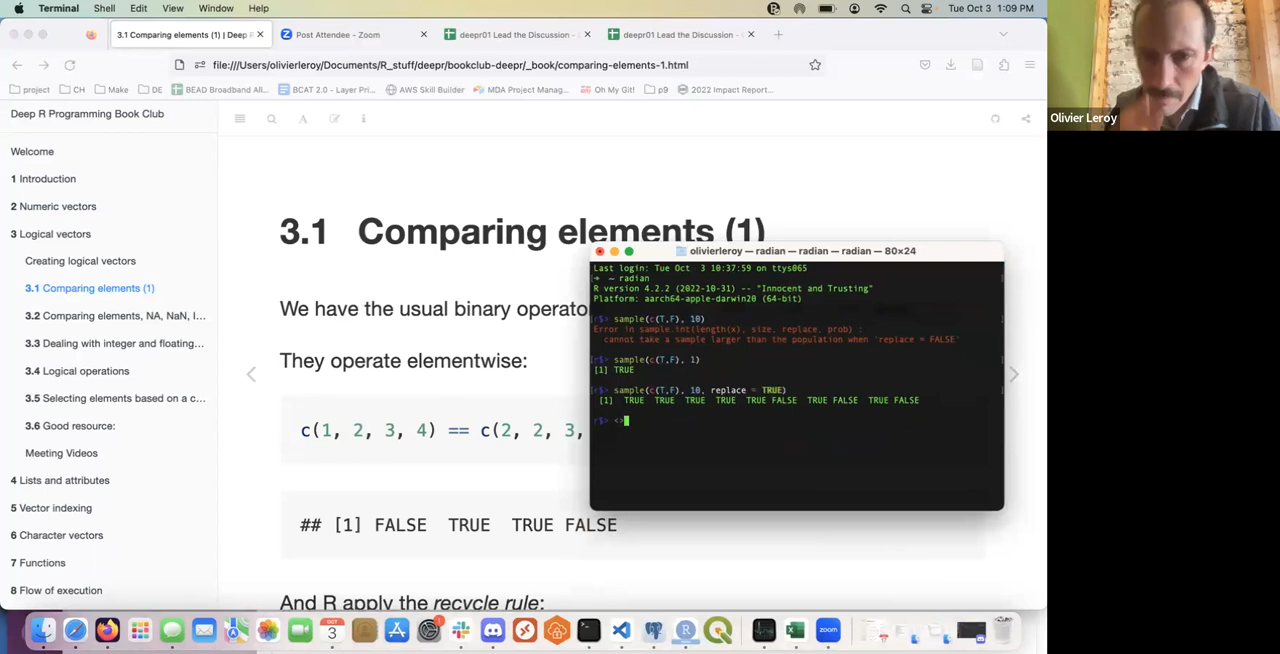 Terminal Shell Edit View Window Help Tue Oct 3 1:09 PM
3.1 Comparing elements (1) | Deep R Post Attendee - Zoom deepr01 Lead the Discussion - deepr01 Lead the Discussion -
file:///Users/olivierleroy/Documents/R_stuff/deepr/bookclub-deepr/_book/comparing-elements-1.html
project CH Make DE BEAD Broadband All... BCAT 2.0 - Layer Pri... AWS Skill Builder MDA Project Manag... Oh My Git! p9 2022 Impact Report...
Deep R Programming Book Club
Welcome
1 Introduction
2 Numeric vectors
3 Logical vectors
Creating logical vectors
3.1 Comparing elements (1)
3.2 Comparing elements, NA, NaN, I...
3.3 Dealing with integer and floating...
3.4 Logical operations
3.5 Selecting elements based on a c...
3.6 Good resource:
Meeting Videos
4 Lists and attributes
5 Vector indexing
6 Character vectors
7 Functions
8 Flow of execution
3.1 Comparing elements (1)
We have the usual binary operato
They operate elementwise:
c(1, 2, 3, 4) == c(2, 2, 3,
## [1] FALSE TRUE TRUE FALSE
And R apply the recycle rule:
olivierleroy — radian — radian — radian — 80×24
Last login: Tue Oct 3 10:37:59 on ttys065
➜ ~ radian
R version 4.2.2 (2022-10-31) -- "Innocent and Trusting"
Platform: aarch64-apple-darwin20 (64-bit)
r$> sample(c(T,F), 10)
Error in sample.int(length(x), size, replace, prob) :
cannot take a sample larger than the population when 'replace = FALSE'
r$> sample(c(T,F), 1)
[1] TRUE
r$> sample(c(T,F), 10, replace = TRUE)
[1] TRUE TRUE TRUE TRUE TRUE FALSE TRUE FALSE TRUE FALSE
r$> <>
Olivier Leroy
OCT
3
zoom